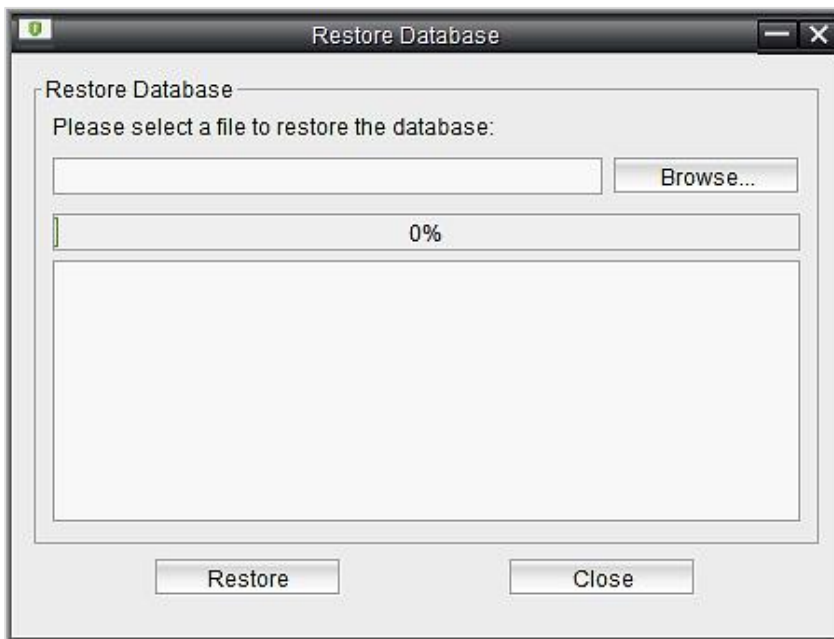 Restore Database
Restore Database
Please select a file to restore the database:
Browse...
0%
Restore
Close